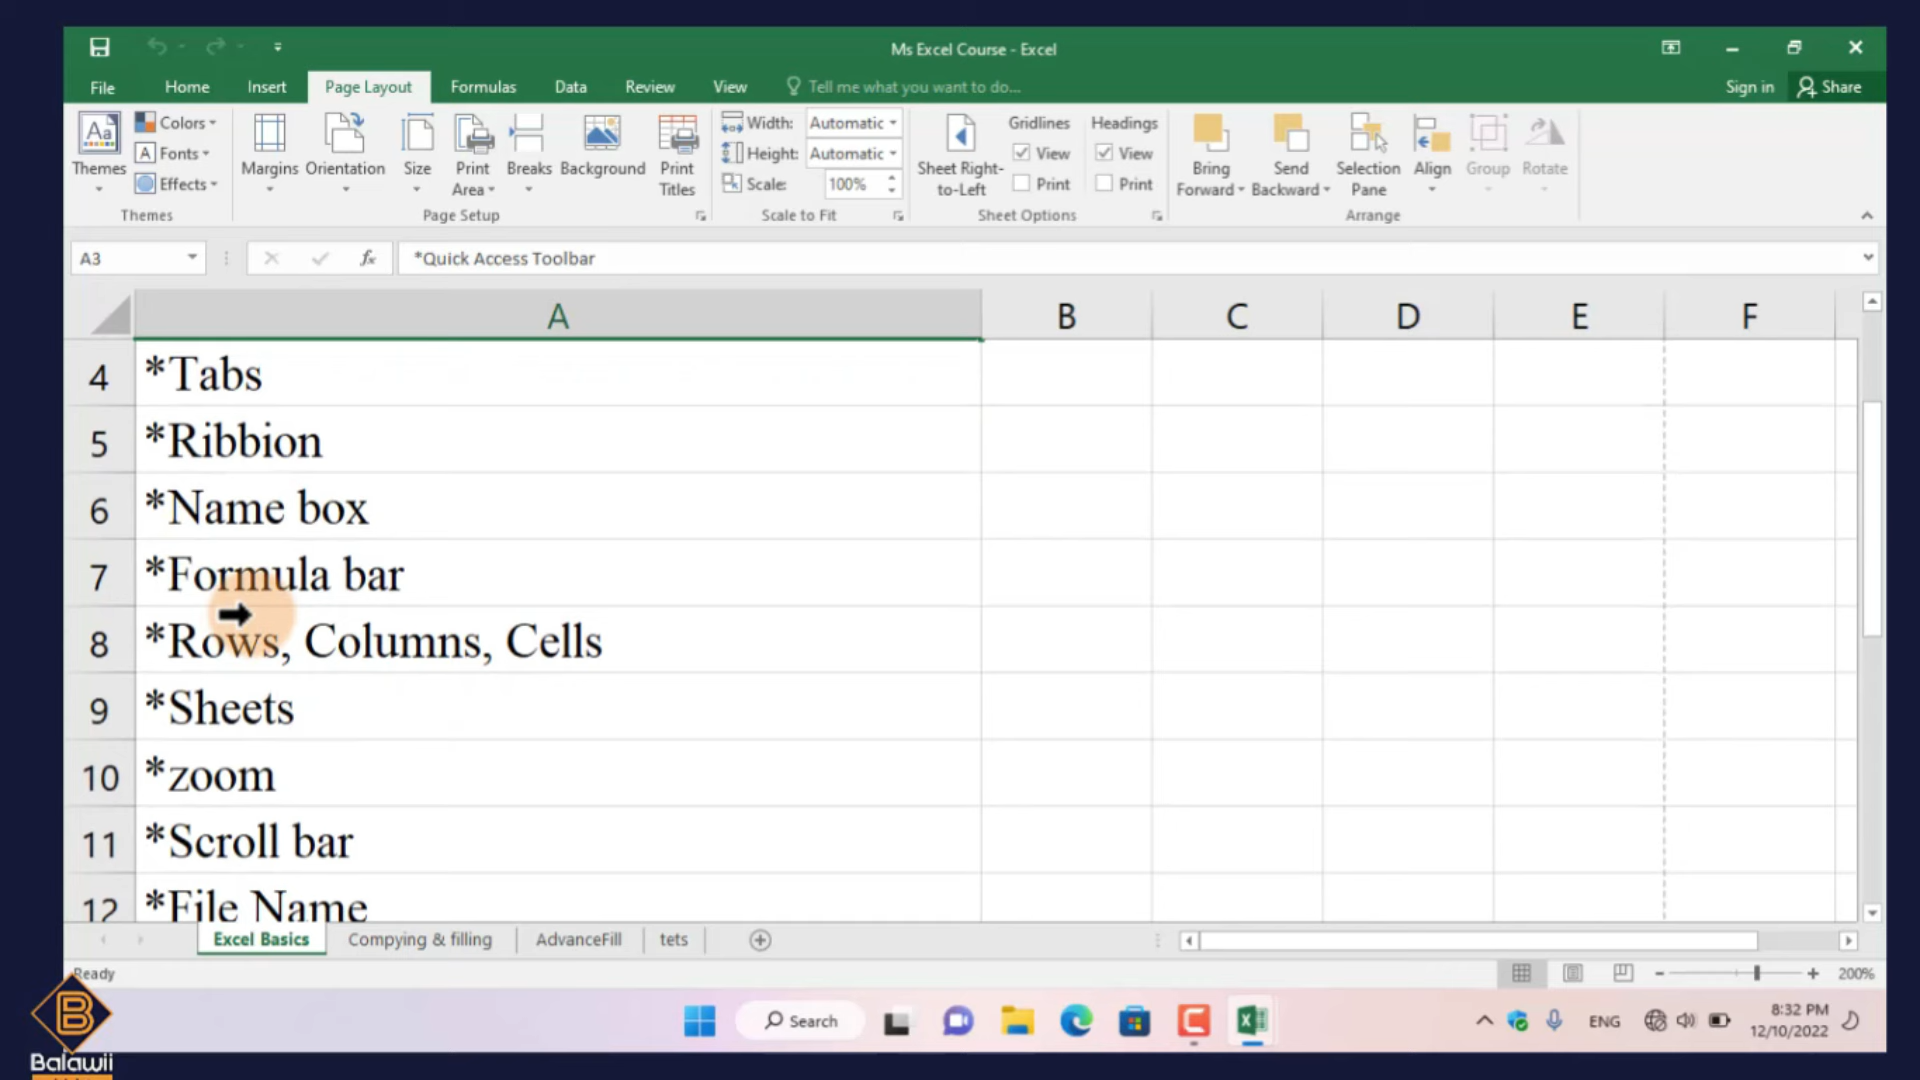 Ms Excel Course - Excel
File Home Insert Page Layout Formulas Data Review View Tell me what you want to do... Sign in Share
Aa Colors Width: Automatic Gridlines Headings
A Fonts Height: Automatic View View
Themes Effects Margins Orientation Size Print Area Breaks Background Print Titles Scale: 100% Sheet Right-to-Left Print Print Bring Forward Send Backward Selection Pane Align Group Rotate
Themes Page Setup Scale to Fit Sheet Options Arrange
A3 fx *Quick Access Toolbar
A B C D E F
4 *Tabs
5 *Ribbion
6 *Name box
7 *Formula bar
8 *Rows, Columns, Cells
9 *Sheets
10 *zoom
11 *Scroll bar
12 *File Name
Excel Basics Compying & filling AdvanceFill tets
Ready 200%
Search ENG 8:32 PM
12/10/2022
B
Balawii